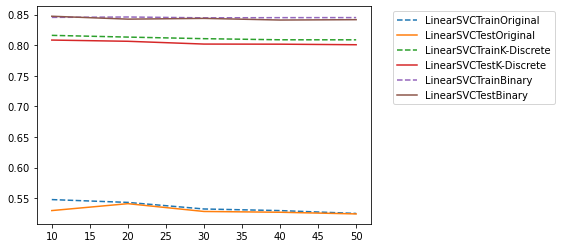 0.85
0.80
0.75
0.70
0.65
0.60
0.55
10 15 20 25 30 35 40 45 50
LinearSVCTrainOriginal
LinearSVCTestOriginal
LinearSVCTrainK-Discrete
LinearSVCTestK-Discrete
LinearSVCTrainBinary
LinearSVCTestBinary